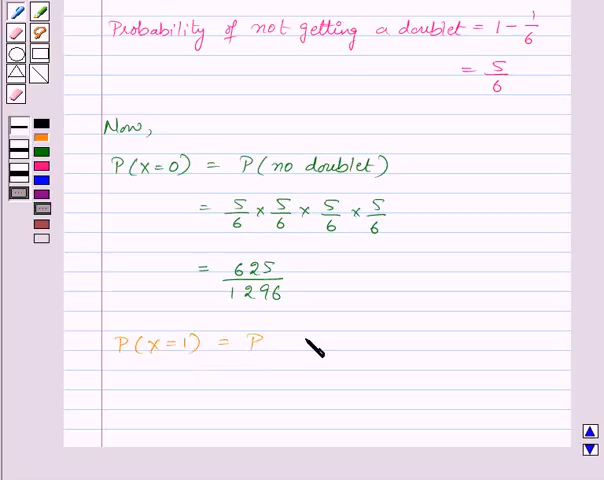 Probability of not getting a doublet = 1 - 1/6
= 5/6
Now,
P(x=0) = P(no doublet)
= 5/6 × 5/6 × 5/6 × 5/6
= 625/1296
P(x=1) = P